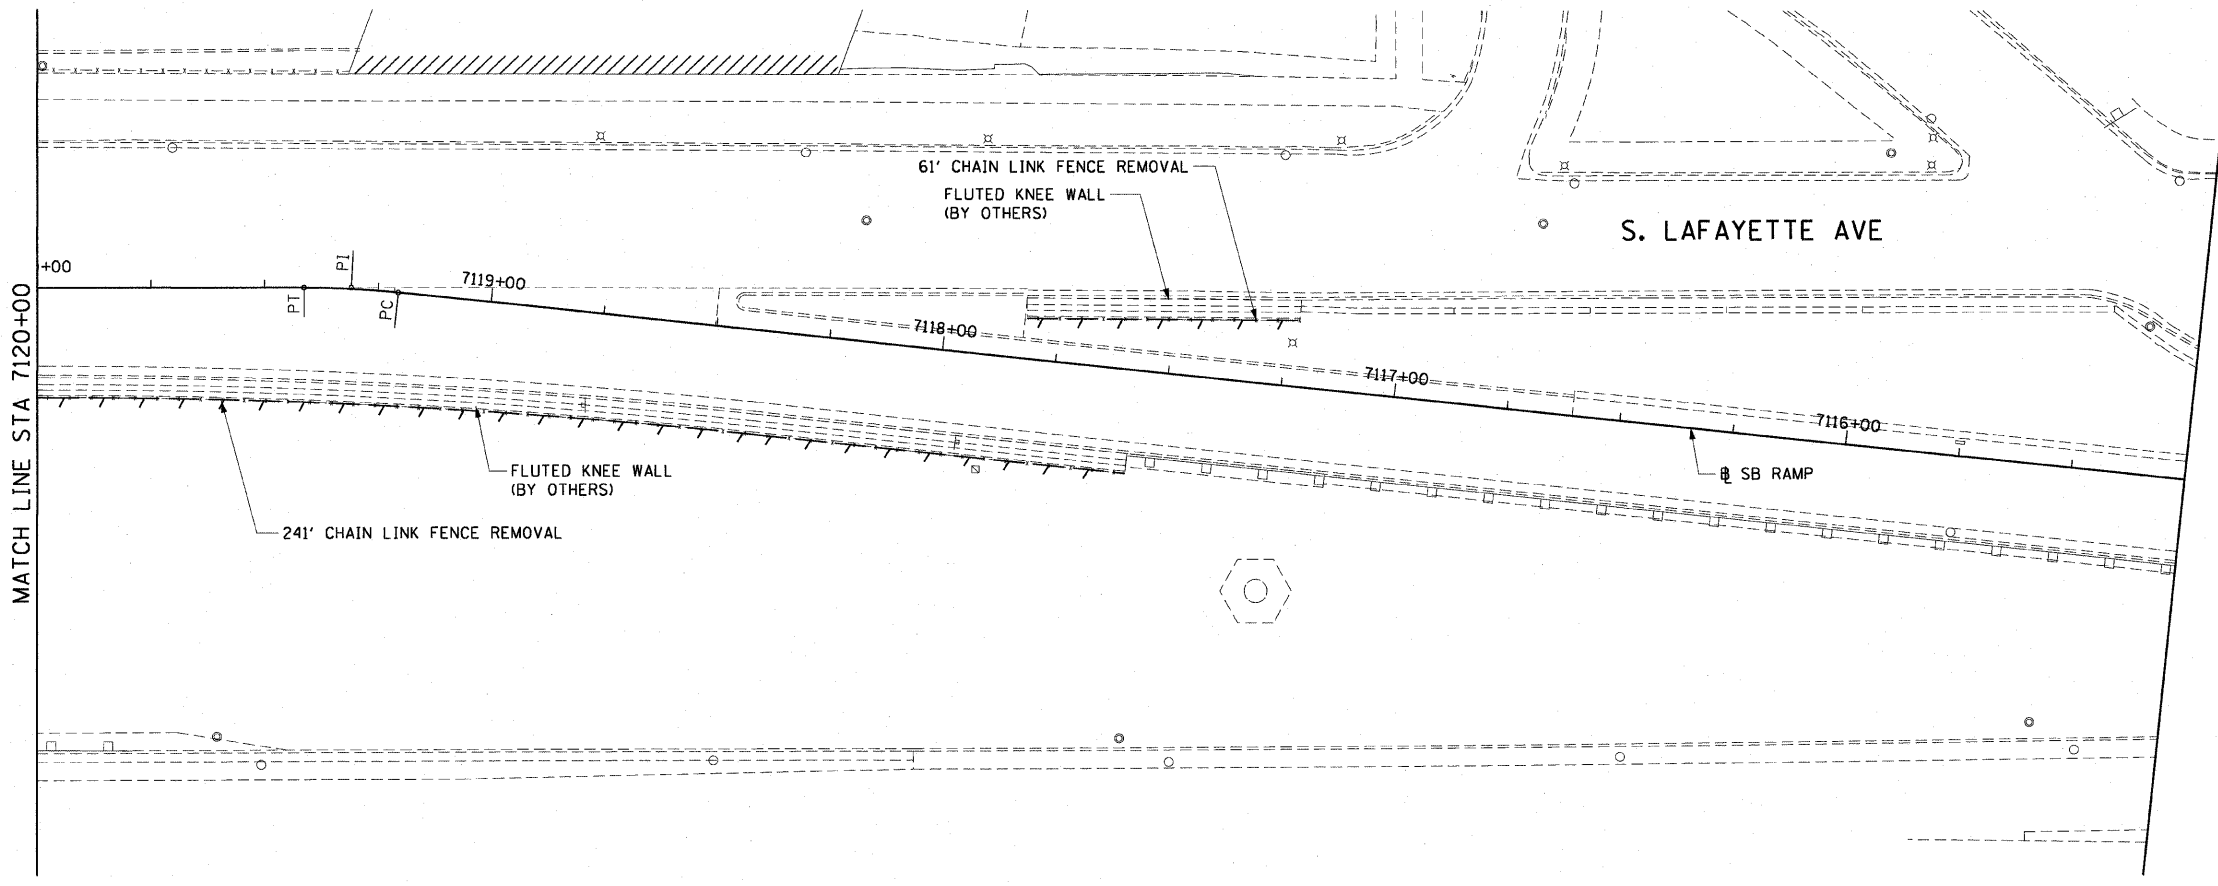 61' CHAIN LINK FENCE REMOVAL
FLUTED KNEE WALL
(BY OTHERS)
S. LAFAYETTE AVE
+00
PI
PT
PC
7119+00
7118+00
7117+00
7116+00
MATCH LINE STA 7120+00
FLUTED KNEE WALL
(BY OTHERS)
℄ SB RAMP
241' CHAIN LINK FENCE REMOVAL